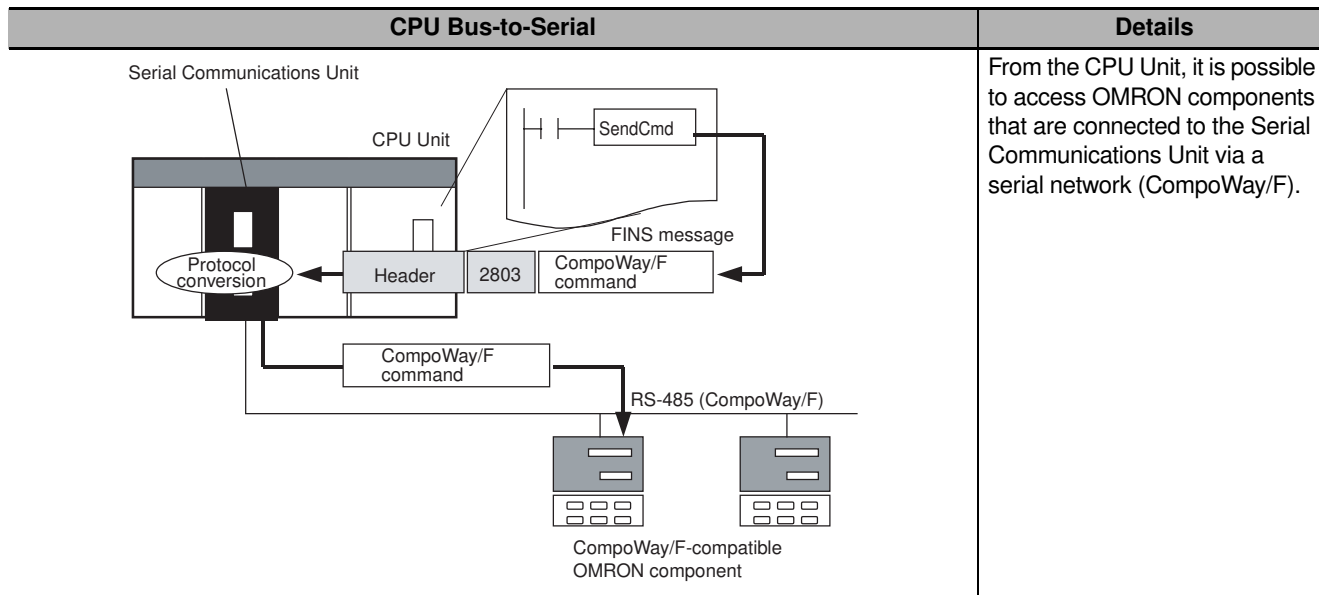 CPU Bus-to-Serial
Details
Serial Communications Unit
CPU Unit
SendCmd
FINS message
Protocol
conversion
Header
2803
CompoWay/F
command
CompoWay/F
command
RS-485 (CompoWay/F)
CompoWay/F-compatible
OMRON component
From the CPU Unit, it is possible
to access OMRON components
that are connected to the Serial
Communications Unit via a
serial network (CompoWay/F).